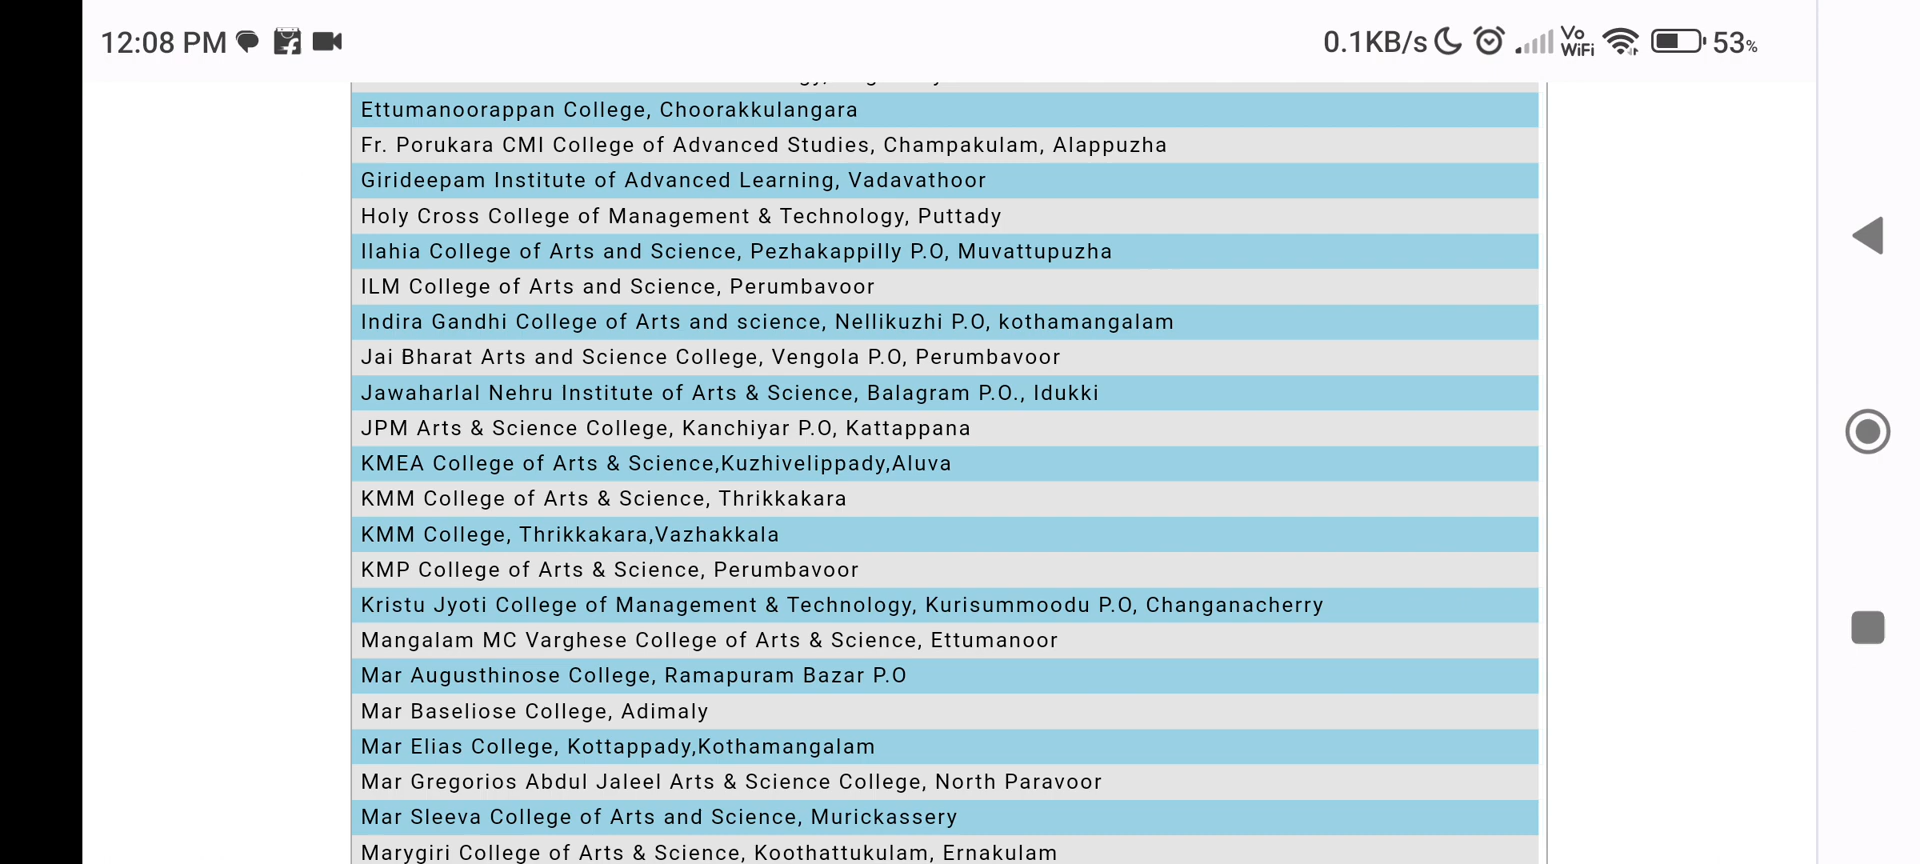 12:08 PM
0.1KB/s Vo WiFi 53%
Ettumanoorappan College, Choorakkulangara
Fr. Porukara CMI College of Advanced Studies, Champakulam, Alappuzha
Girideepam Institute of Advanced Learning, Vadavathoor
Holy Cross College of Management & Technology, Puttady
Ilahia College of Arts and Science, Pezhakappilly P.O, Muvattupuzha
ILM College of Arts and Science, Perumbavoor
Indira Gandhi College of Arts and science, Nellikuzhi P.O, kothamangalam
Jai Bharat Arts and Science College, Vengola P.O, Perumbavoor
Jawaharlal Nehru Institute of Arts & Science, Balagram P.O., Idukki
JPM Arts & Science College, Kanchiyar P.O, Kattappana
KMEA College of Arts & Science,Kuzhivelippady,Aluva
KMM College of Arts & Science, Thrikkakara
KMM College, Thrikkakara,Vazhakkala
KMP College of Arts & Science, Perumbavoor
Kristu Jyoti College of Management & Technology, Kurisummoodu P.O, Changanacherry
Mangalam MC Varghese College of Arts & Science, Ettumanoor
Mar Augusthinose College, Ramapuram Bazar P.O
Mar Baseliose College, Adimaly
Mar Elias College, Kottappady,Kothamangalam
Mar Gregorios Abdul Jaleel Arts & Science College, North Paravoor
Mar Sleeva College of Arts and Science, Murickassery
Marygiri College of Arts & Science, Koothattukulam, Ernakulam